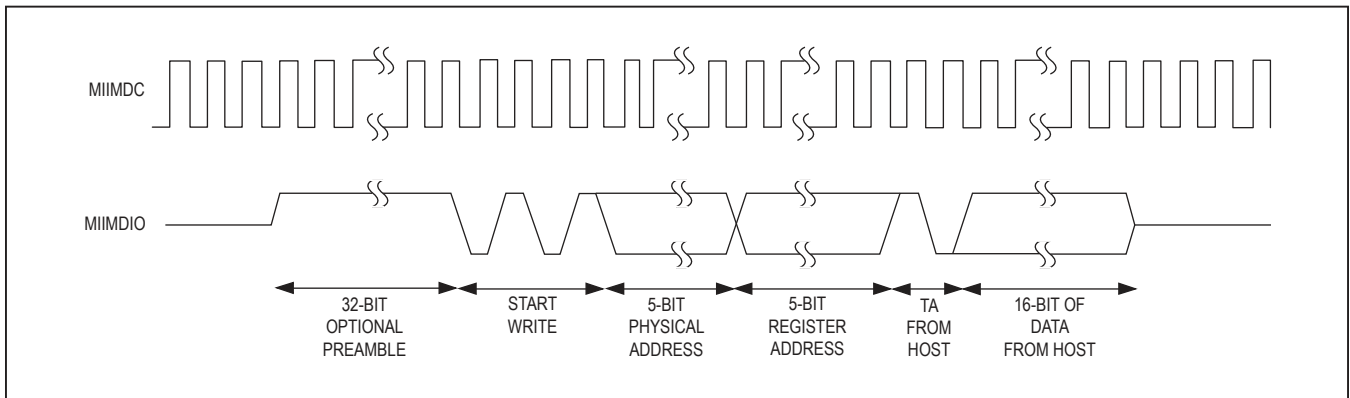 MIIMDC
MIIMDIO
32-BIT
OPTIONAL
PREAMBLE
START
WRITE
5-BIT
PHYSICAL
ADDRESS
5-BIT
REGISTER
ADDRESS
TA
FROM
HOST
16-BIT OF
DATA
FROM HOST